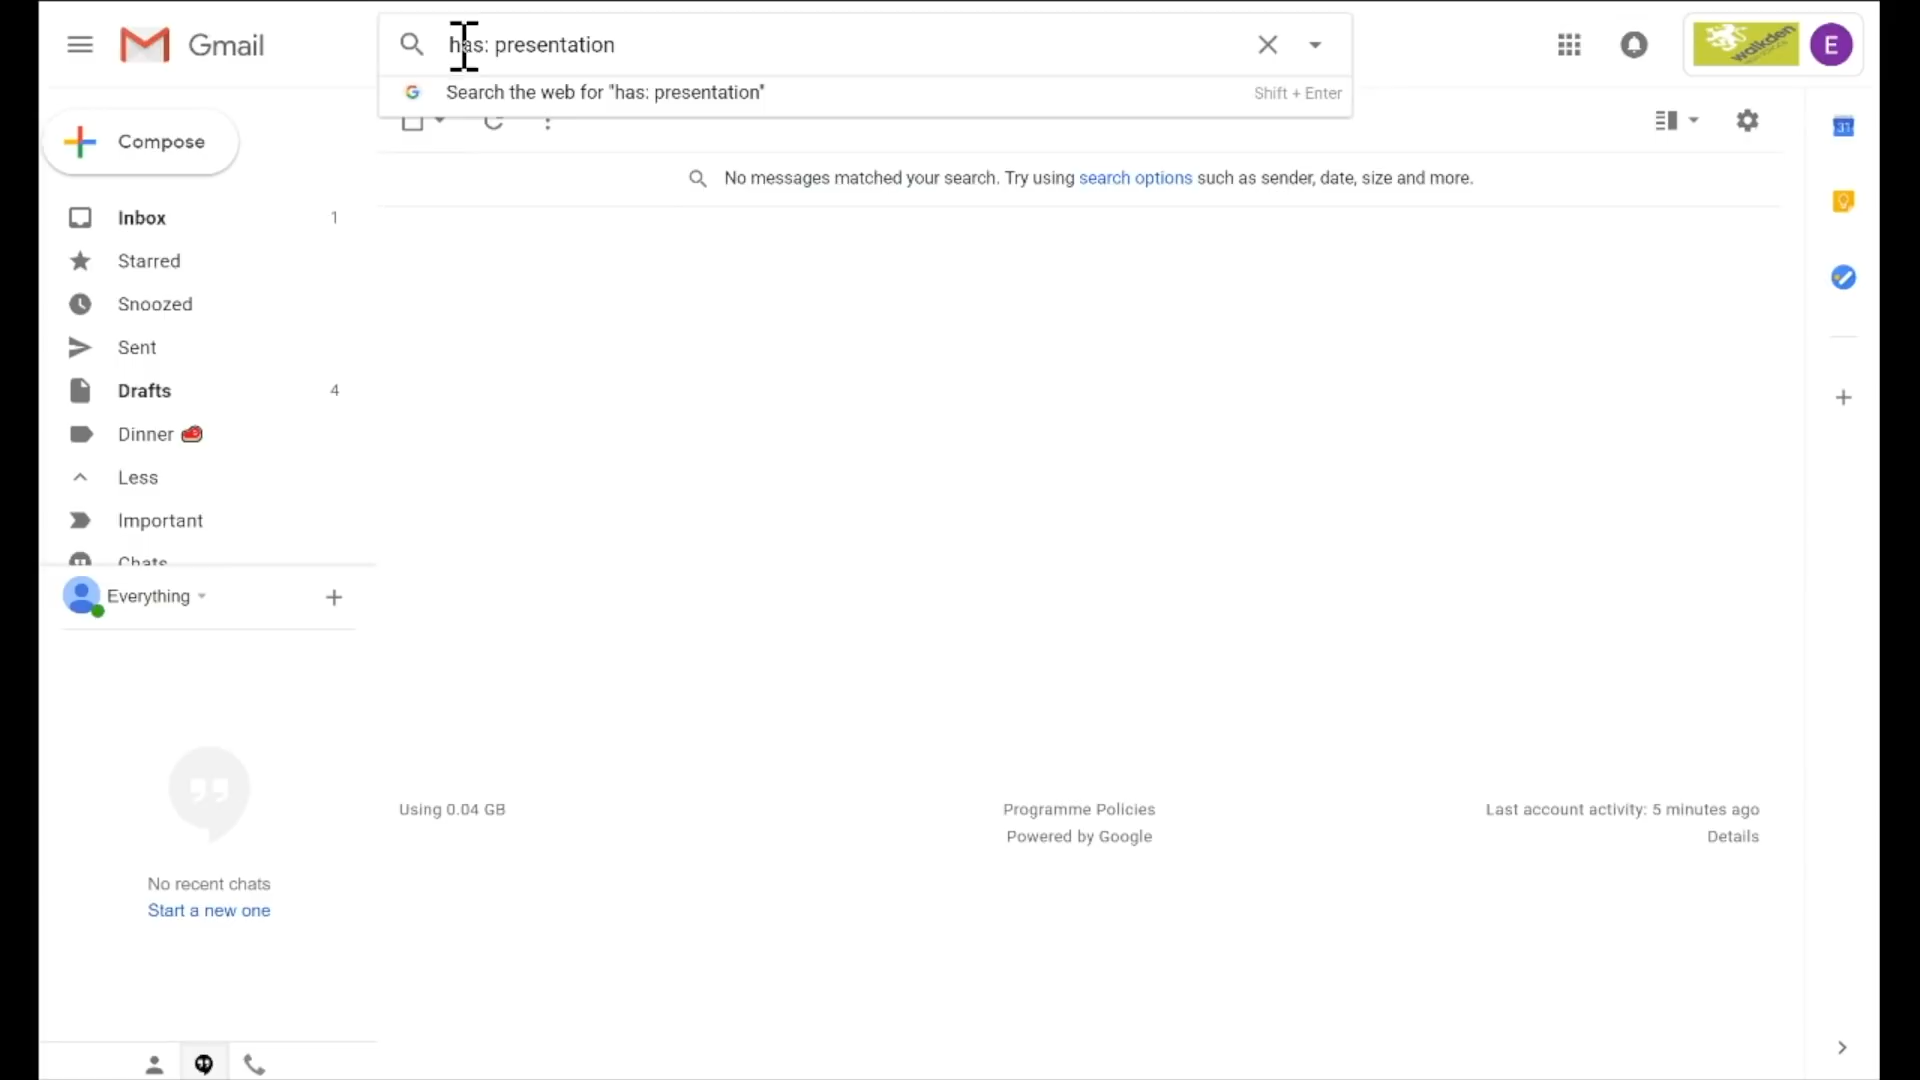 Gmail
has: presentation
Search the web for "has: presentation"
Shift + Enter
walkden
E
Compose
No messages matched your search. Try using search options such as sender, date, size and more.
31
Inbox 1
Starred
Snoozed
Sent
Drafts 4
Dinner
Less
Important
Chats
Everything
Using 0.04 GB
Programme Policies
Powered by Google
Last account activity: 5 minutes ago
Details
No recent chats
Start a new one